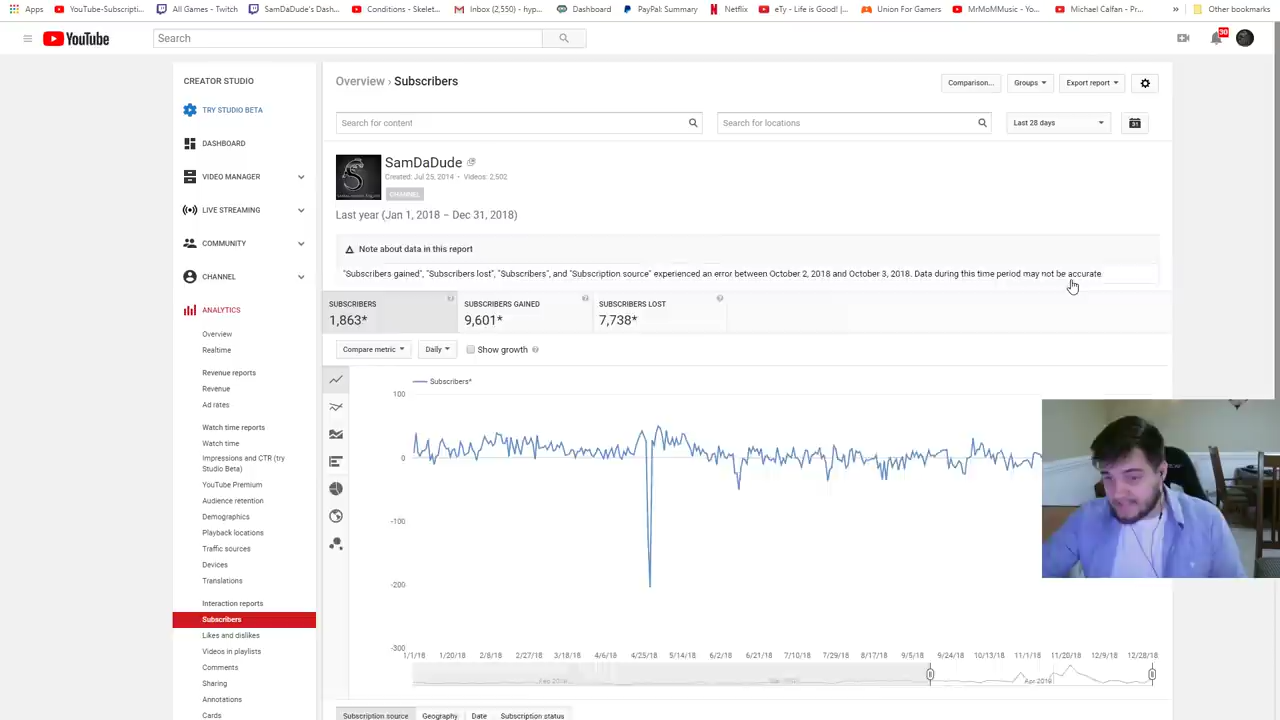 Apps YouTube-Subscripti... All Games - Twitch SamDaDude's Dash... Conditions - Skelet... Inbox (2,550) - hyp... Dashboard PayPal: Summary Netflix eTy - Life is Good! |... Union For Gamers MrMoMMusic - Yo... Michael Calfan - Pr... » Other bookmarks
YouTube Search 30
CREATOR STUDIO
TRY STUDIO BETA
DASHBOARD
VIDEO MANAGER
LIVE STREAMING
COMMUNITY
CHANNEL
ANALYTICS
Overview
Realtime
Revenue reports
Revenue
Ad rates
Watch time reports
Watch time
Impressions and CTR (try
Studio Beta)
YouTube Premium
Audience retention
Demographics
Playback locations
Traffic sources
Devices
Translations
Interaction reports
Subscribers
Likes and dislikes
Videos in playlists
Comments
Sharing
Annotations
Cards
Overview › Subscribers
Comparison... Groups Export report
Search for content Search for locations Last 28 days
SamDaDude
Created: Jul 25, 2014 • Videos: 2,502
CHANNEL
Last year (Jan 1, 2018 – Dec 31, 2018)
Note about data in this report
"Subscribers gained", "Subscribers lost", "Subscribers", and "Subscription source" experienced an error between October 2, 2018 and October 3, 2018. Data during this time period may not be accurate
SUBSCRIBERS SUBSCRIBERS GAINED SUBSCRIBERS LOST
1,863* 9,601* 7,738*
Compare metric Daily Show growth
Subscribers*
100
0
-100
-200
-300
1/1/18 1/20/18 2/8/18 2/27/18 3/18/18 4/6/18 4/25/18 5/14/18 6/2/18 6/21/18 7/10/18 7/29/18 8/17/18 9/5/18 9/24/18 10/13/18 11/1/18 11/20/18 12/9/18 12/28/18
Apr 2016
Subscription source Geography Date Subscription status